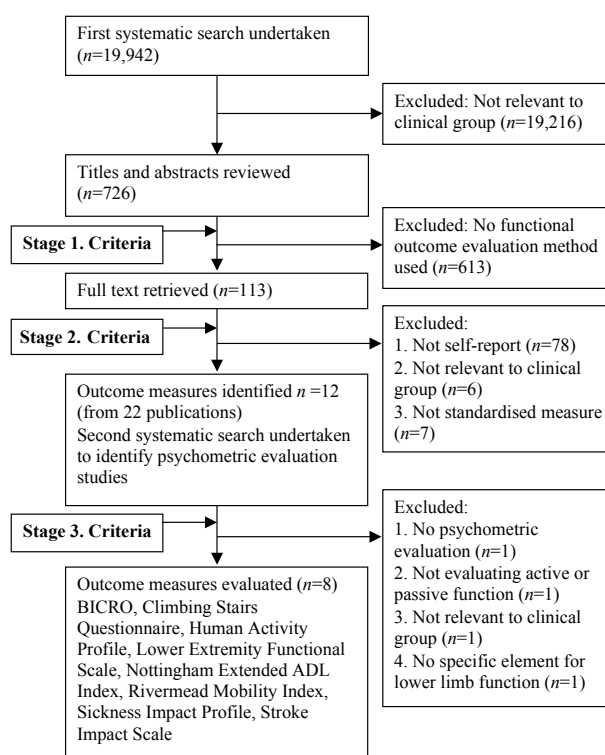 First systematic search undertaken
(n=19,942)
Excluded: Not relevant to
clinical group (n=19,216)
Titles and abstracts reviewed
(n=726)
Stage 1. Criteria
Excluded: No functional
outcome evaluation method
used (n=613)
Full text retrieved (n=113)
Stage 2. Criteria
Excluded:
1. Not self-report (n=78)
2. Not relevant to clinical
group (n=6)
3. Not standardised measure
(n=7)
Outcome measures identified n =12
(from 22 publications)
Second systematic search undertaken
to identify psychometric evaluation
studies
Stage 3. Criteria
Excluded:
1. No psychometric
evaluation (n=1)
2. Not evaluating active or
passive function (n=1)
3. Not relevant to clinical
group (n=1)
4. No specific element for
lower limb function (n=1)
Outcome measures evaluated (n=8)
BICRO, Climbing Stairs
Questionnaire, Human Activity
Profile, Lower Extremity Functional
Scale, Nottingham Extended ADL
Index, Rivermead Mobility Index,
Sickness Impact Profile, Stroke
Impact Scale